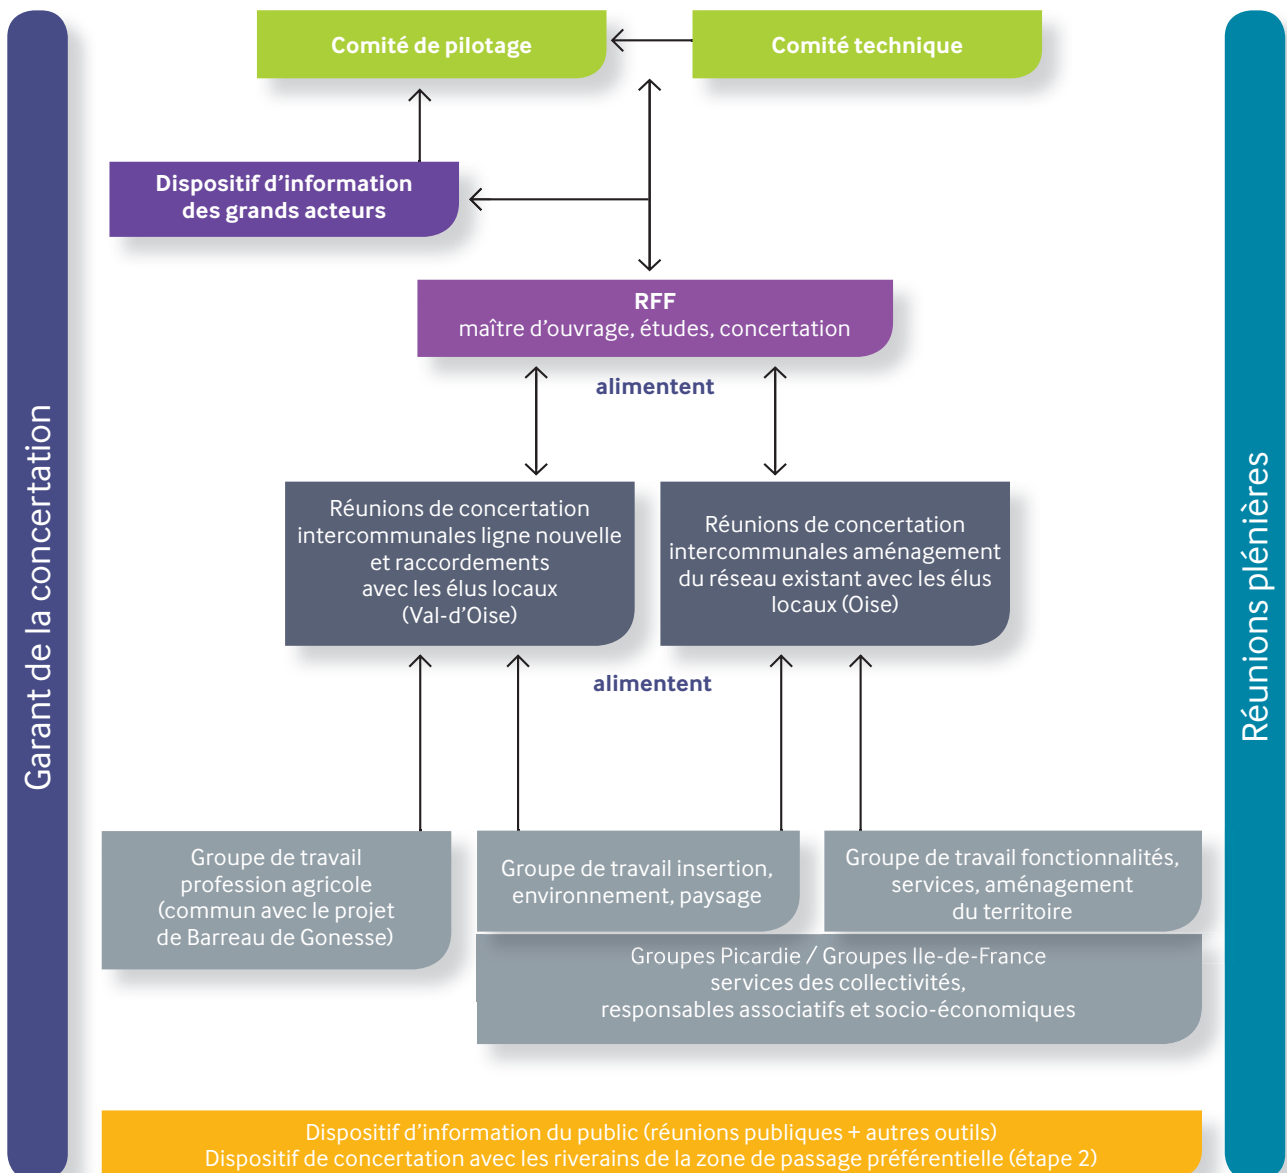 Garant de la concertation
Comité de pilotage
Comité technique
Dispositif d'information
des grands acteurs
RFF
maître d'ouvrage, études, concertation
alimentent
Réunions de concertation
intercommunales ligne nouvelle
et raccordements
avec les élus locaux
(Val-d'Oise)
Réunions de concertation
intercommunales aménagement
du réseau existant avec les élus
locaux (Oise)
alimentent
Groupe de travail
profession agricole
(commun avec le projet
de Barreau de Gonesse)
Groupe de travail insertion,
environnement, paysage
Groupe de travail fonctionnalités,
services, aménagement
du territoire
Groupes Picardie / Groupes Ile-de-France
services des collectivités,
responsables associatifs et socio-économiques
Dispositif d'information du public (réunions publiques + autres outils)
Dispositif de concertation avec les riverains de la zone de passage préférentielle (étape 2)
Réunions plénières